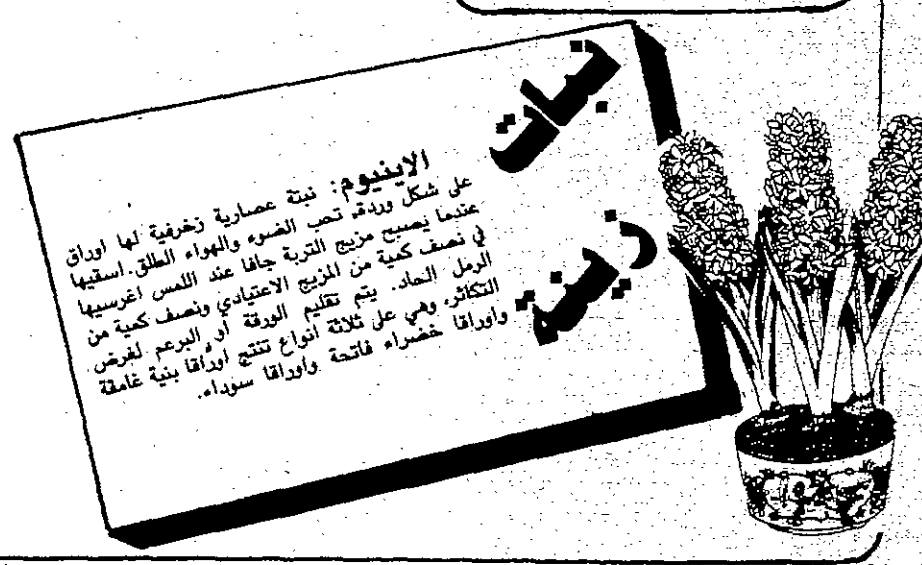 نبات
زينة
الاينيوم: نبتة عصارية زخرفية لها اوراق
على شكل وردة، تحب الضوء والهواء الطلق. اسقيها
عندما يصبح مزيج التربة جافا عند اللمس اغرسيها
في نصف كمية من المزيج الاعتيادي ونصف كمية من
الرمل الحاد. يتم تقليم الورقة أو البرعم لغرض
التكاثر، وهي على ثلاثة انواع تنتج اوراقا بنية غامقة
واوراقا خضراء فاتحة واوراقا سوداء.